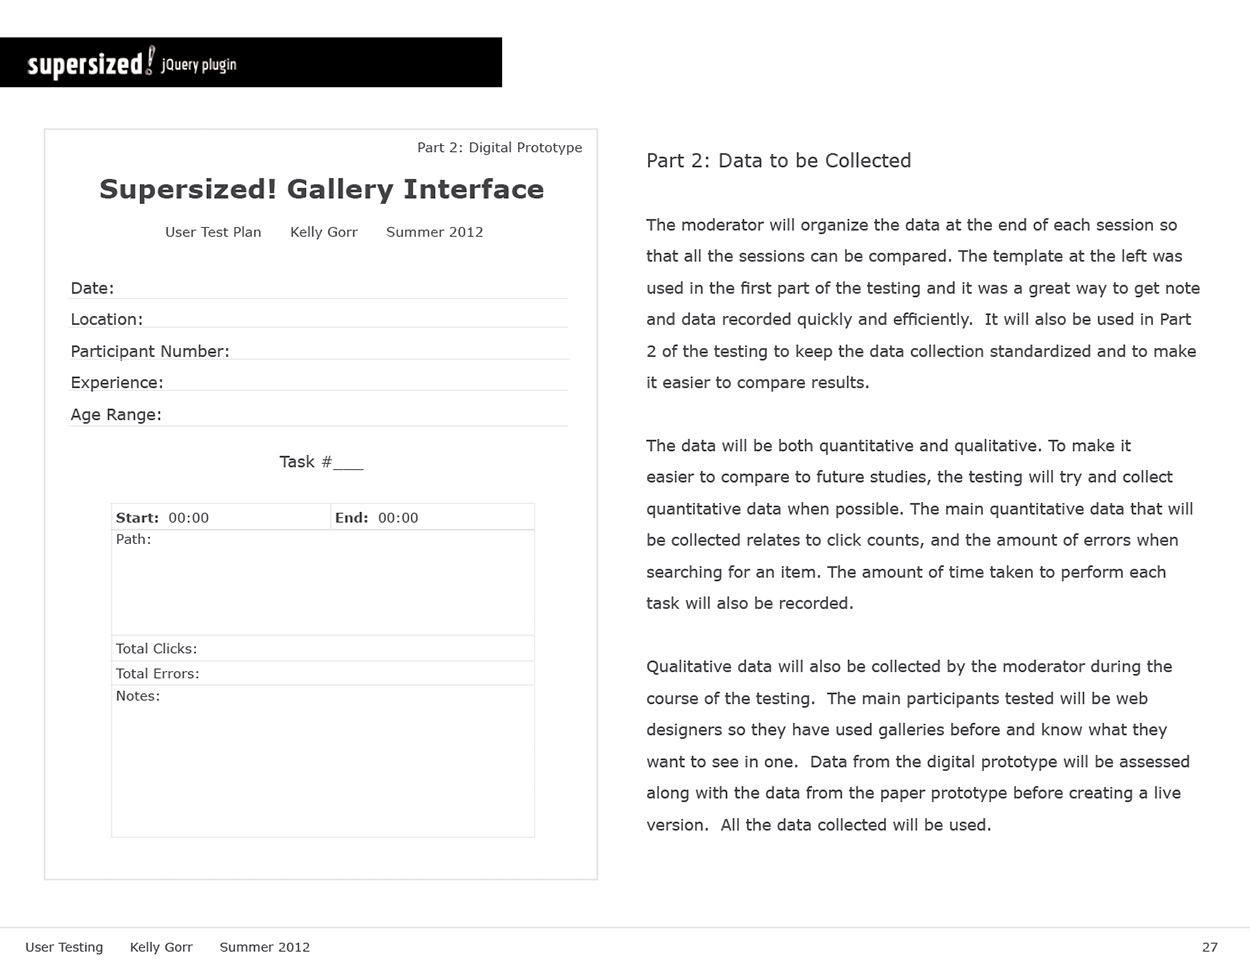 supersized! jQuery plugin
Part 2: Digital Prototype
Supersized! Gallery Interface
User Test Plan Kelly Gorr Summer 2012
Date:
Location:
Participant Number:
Experience:
Age Range:
Task #___
Start: 00:00 End: 00:00
Path:
Total Clicks:
Total Errors:
Notes:
Part 2: Data to be Collected
The moderator will organize the data at the end of each session so
that all the sessions can be compared. The template at the left was
used in the first part of the testing and it was a great way to get note
and data recorded quickly and efficiently.  It will also be used in Part
2 of the testing to keep the data collection standardized and to make
it easier to compare results.
The data will be both quantitative and qualitative. To make it
easier to compare to future studies, the testing will try and collect
quantitative data when possible. The main quantitative data that will
be collected relates to click counts, and the amount of errors when
searching for an item. The amount of time taken to perform each
task will also be recorded.
Qualitative data will also be collected by the moderator during the
course of the testing.  The main participants tested will be web
designers so they have used galleries before and know what they
want to see in one.  Data from the digital prototype will be assessed
along with the data from the paper prototype before creating a live
version.  All the data collected will be used.
User Testing Kelly Gorr Summer 2012 27